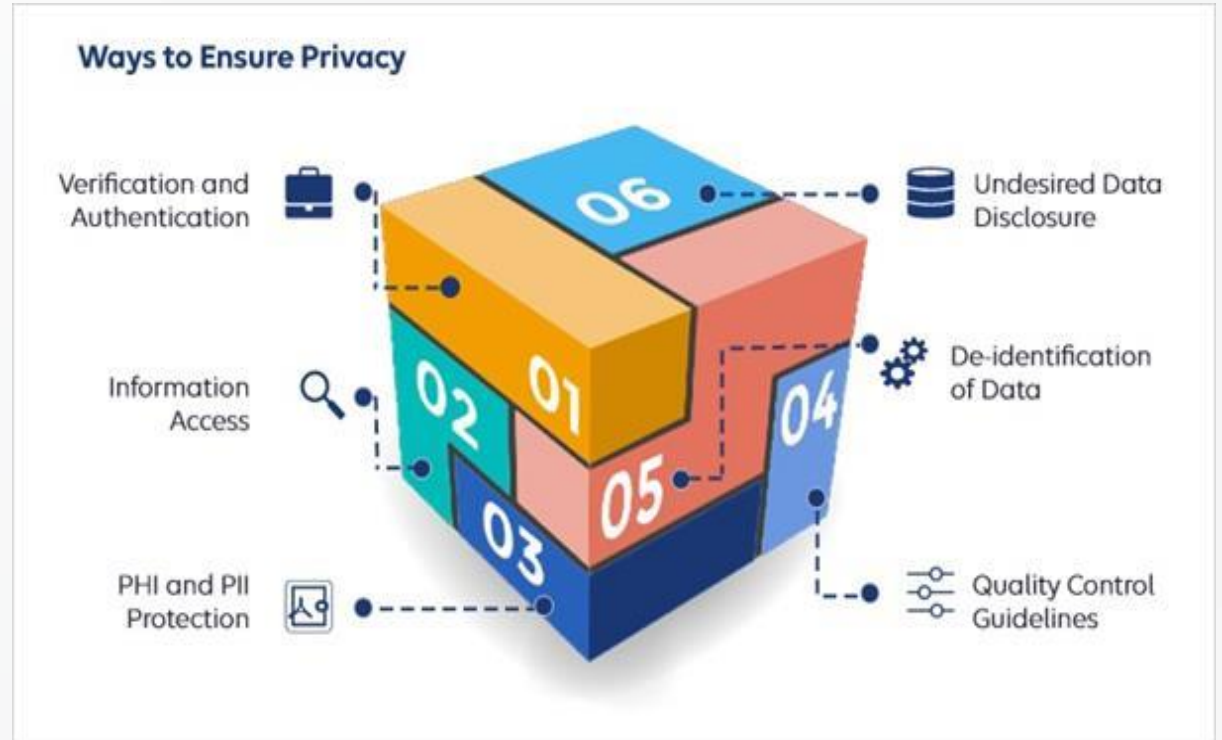 Ways to Ensure Privacy
Verification and
Authentication
Information
Access
PHI and PII
Protection
06
01
02
05
04
03
Undesired Data
Disclosure
De-identification
of Data
Quality Control
Guidelines